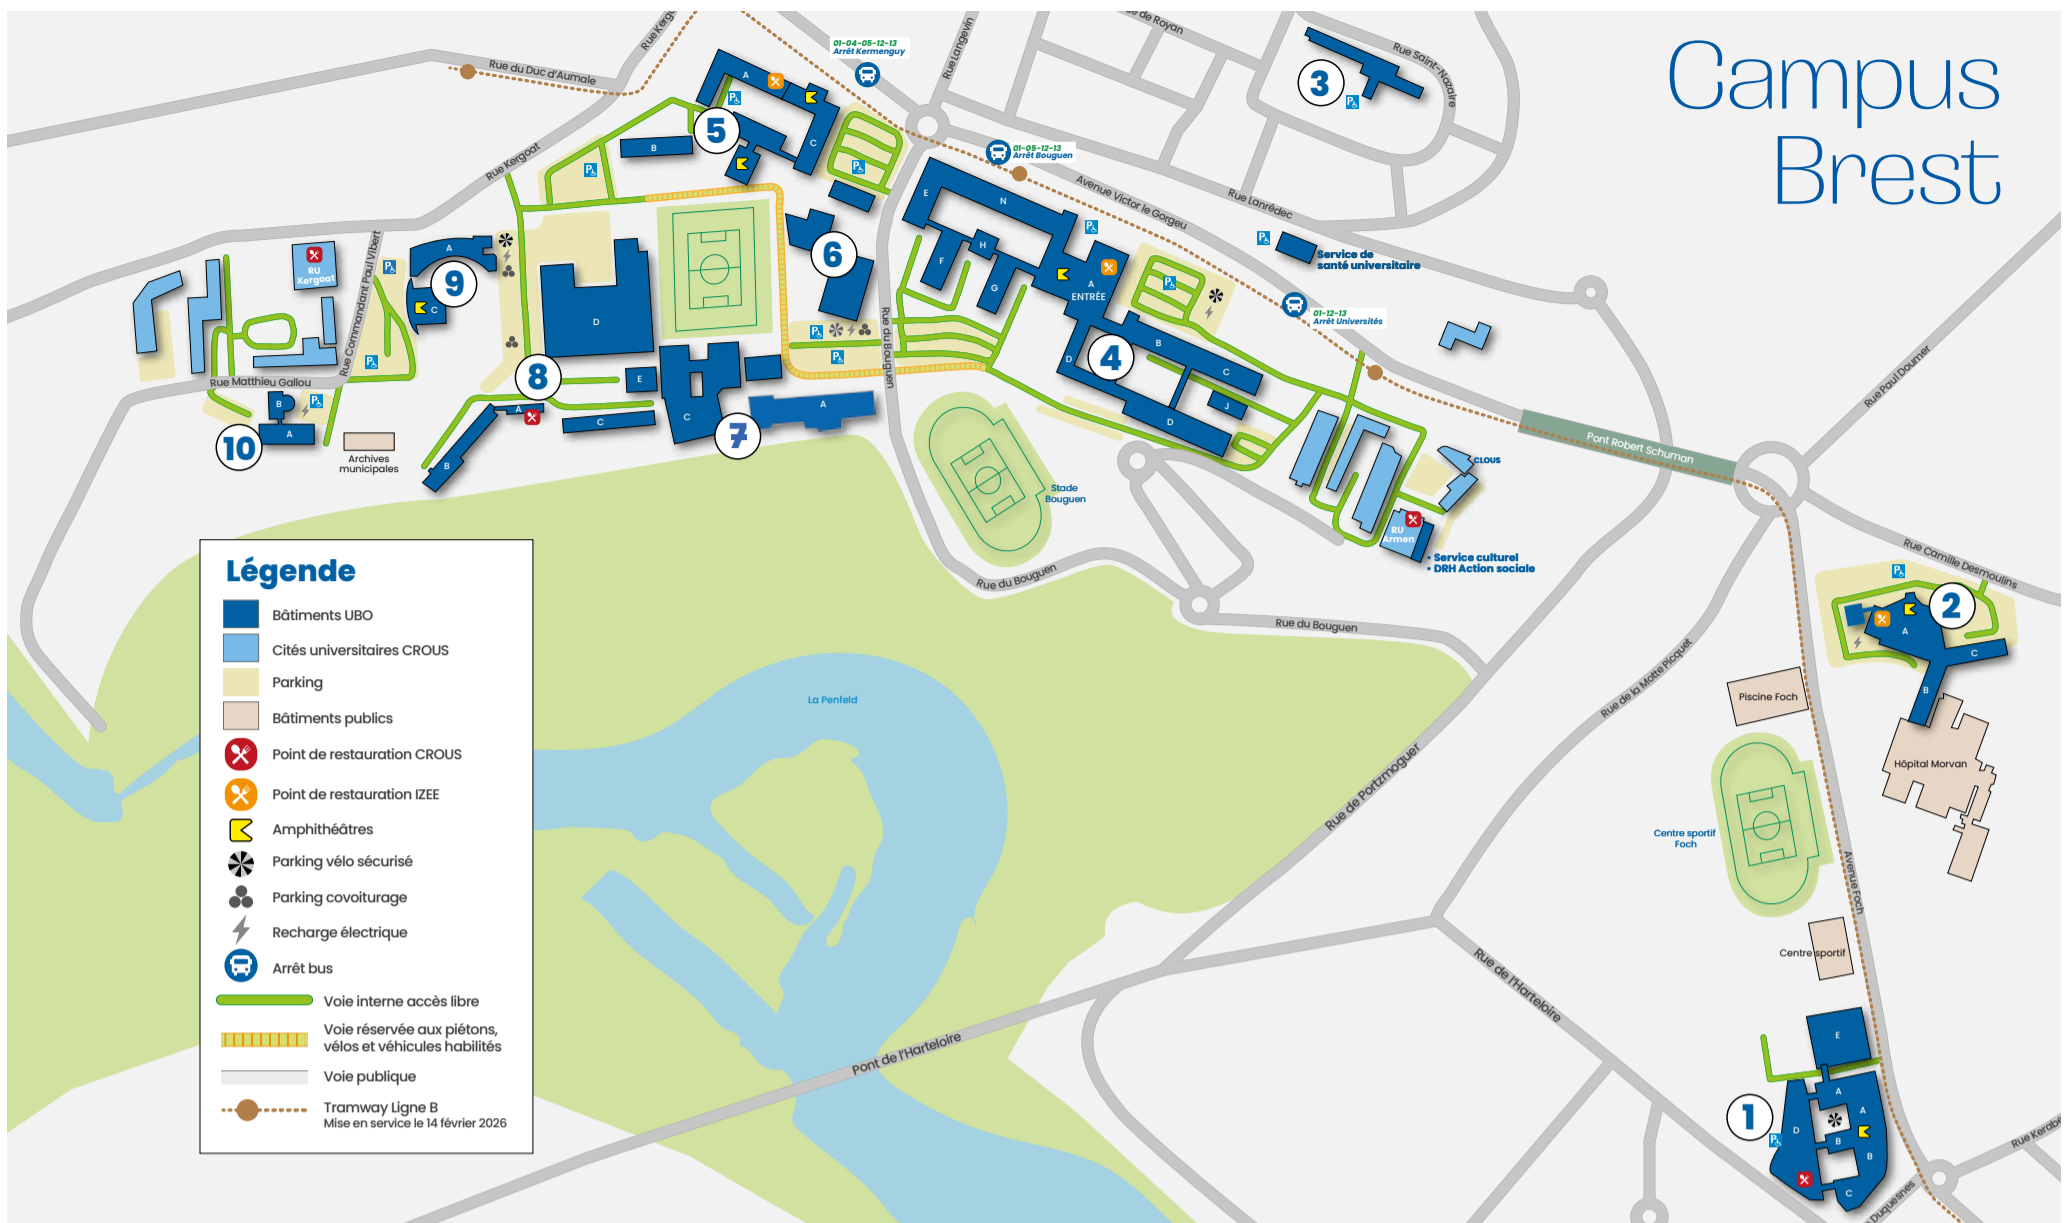 Campus
Brest
Rue de Royan
Rue Saint-Nazaire
Rue Langevin
01-04-05-12-13
Arrêt Kermenguy
Rue du Duc d'Aumale
3
A
P
5
C
B
Rue Kergoat
01-05-12-13
Arrêt Bouguen
Avenue Victor le Gorgeu
Rue Lanrédec
Service de
santé universitaire
E
N
H
F
G
A
ENTRÉE
6
RU
Kergoat
Rue Commandant Paul Vibert
A
9
C
D
01-12-13
Arrêt Universités
Rue du Bouguen
B
D
4
C
J
D
Rue Matthieu Gallou
B
A
10
Archives
municipales
8
A
B
E
C
C
7
A
Stade
Bouguen
Rue Paul Doumer
Pont Robert Schuman
CLOUS
RU
Armen
• Service culturel
• DRH Action sociale
Rue du Bouguen
Rue du Bouguen
Rue Camille Desmoulins
2
A
C
B
Piscine Foch
Hôpital Morvan
Rue de la Motte Picquet
Rue de Portzmoguer
La Penfeld
Centre sportif
Foch
Avenue Foch
Centre sportif
Rue de l'Harteloire
Pont de l'Harteloire
E
1
A
A
D
B
B
C
Duquesnes
Légende
Bâtiments UBO
Cités universitaires CROUS
Parking
Bâtiments publics
Point de restauration CROUS
Point de restauration IZEE
Amphithéâtres
Parking vélo sécurisé
Parking covoiturage
Recharge électrique
Arrêt bus
Voie interne accès libre
Voie réservée aux piétons,
vélos et véhicules habilités
Voie publique
Tramway Ligne B
Mise en service le 14 février 2026